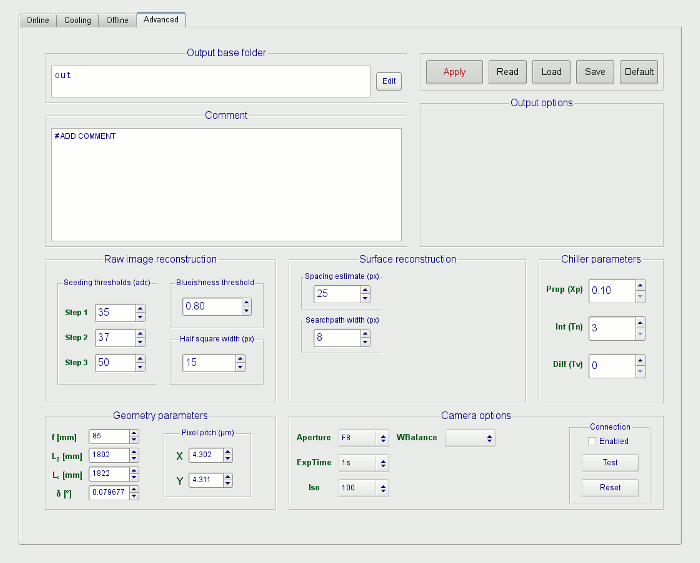 Online Cooling Offline Advanced
Output base folder
out
Edit
Apply Read Load Save Default
Comment
#ADD COMMENT
Output options
Raw image reconstruction
Seeding thresholds (adc)
Step 1 35
Step 2 37
Step 3 50
Blueishness threshold
0.80
Half square width (px)
15
Surface reconstruction
Spacing estimate (px)
25
Searchpath width (px)
8
Chiller parameters
Prop (Xp) 0.10
Int (Tn) 3
Diff (Tv) 0
Geometry parameters
f [mm] 85
[mm] 1802
[mm] 1822
δ [°] 0.079677
Pixel pitch (μm)
X 4.302
Y 4.311
Camera options
Aperture F8 WBalance
ExpTime 1s
Iso 100
Connection
Enabled
Test
Reset